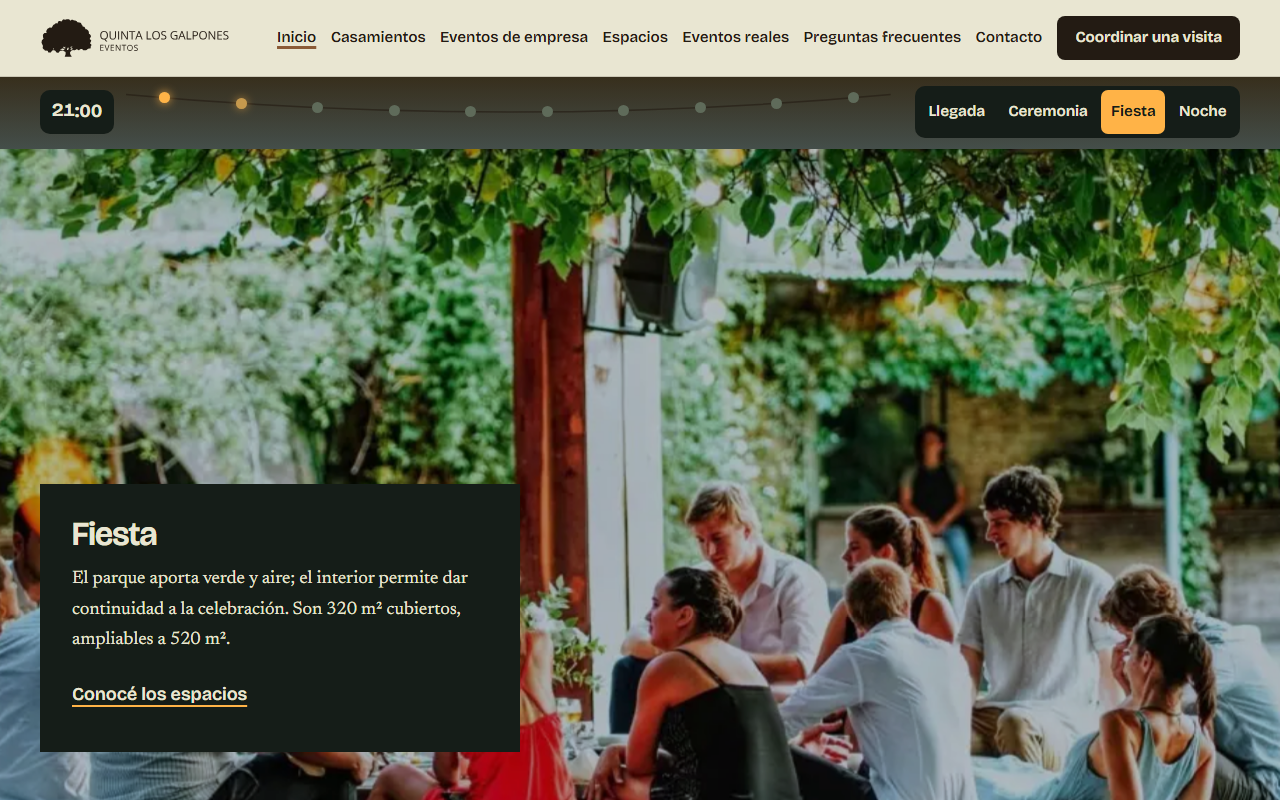 QUINTA LOS GALPONES
EVENTOS
Inicio
Casamientos
Eventos de empresa
Espacios
Eventos reales
Preguntas frecuentes
Contacto
Coordinar una visita
21:00
Llegada
Ceremonia
Fiesta
Noche
Fiesta
El parque aporta verde y aire; el interior permite dar
continuidad a la celebración. Son 320 m² cubiertos,
ampliables a 520 m².
Conocé los espacios